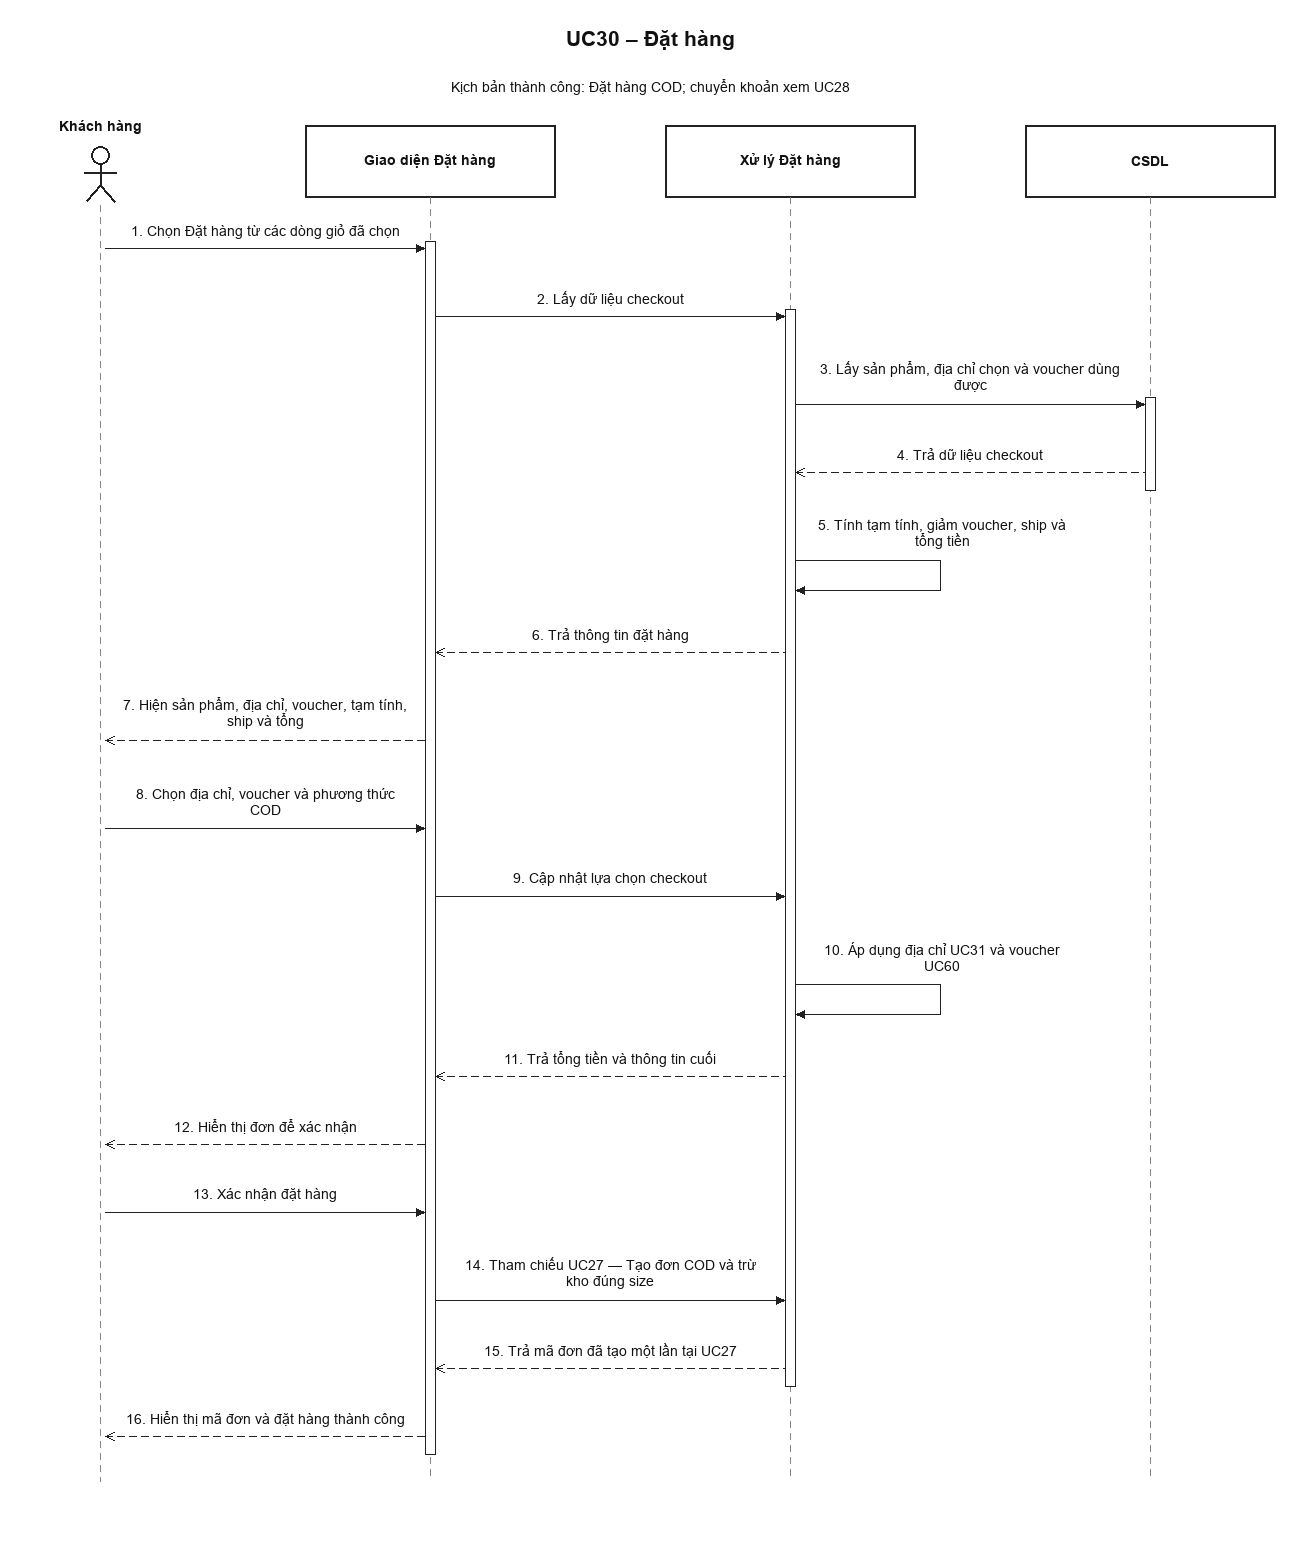 UC30 – Đặt hàng
Kịch bản thành công: Đặt hàng COD; chuyển khoản xem UC28
Khách hàng
Giao diện Đặt hàng
Xử lý Đặt hàng
CSDL
1. Chọn Đặt hàng từ các dòng giỏ đã chọn
2. Lấy dữ liệu checkout
3. Lấy sản phẩm, địa chỉ chọn và voucher dùng
được
4. Trả dữ liệu checkout
5. Tính tạm tính, giảm voucher, ship và
tổng tiền
6. Trả thông tin đặt hàng
7. Hiện sản phẩm, địa chỉ, voucher, tạm tính,
ship và tổng
8. Chọn địa chỉ, voucher và phương thức
COD
9. Cập nhật lựa chọn checkout
10. Áp dụng địa chỉ UC31 và voucher
UC60
11. Trả tổng tiền và thông tin cuối
12. Hiển thị đơn để xác nhận
13. Xác nhận đặt hàng
14. Tham chiếu UC27 — Tạo đơn COD và trừ
kho đúng size
15. Trả mã đơn đã tạo một lần tại UC27
16. Hiển thị mã đơn và đặt hàng thành công